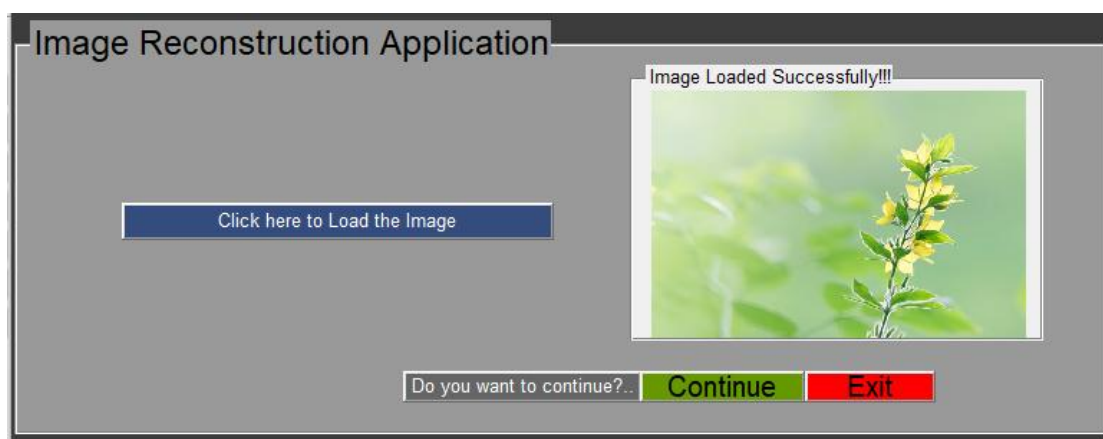 Image Reconstruction Application
Image Loaded Successfully!!!
Click here to Load the Image
Do you want to continue?.. Continue Exit